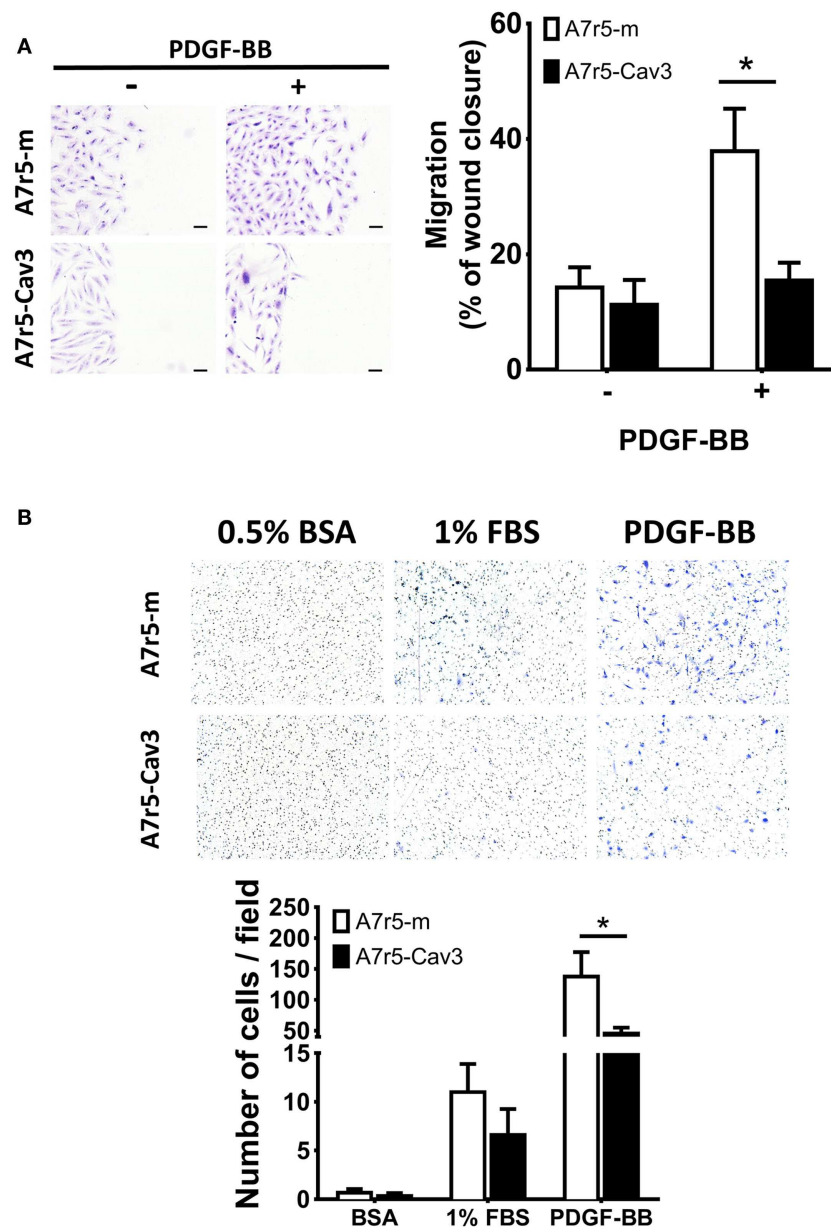 A
PDGF-BB
- +
A7r5-m
A7r5-Cav3
60
40
20
0
Migration
(% of wound closure)
A7r5-m
A7r5-Cav3
*
- +
PDGF-BB
B
0.5% BSA 1% FBS PDGF-BB
A7r5-m
A7r5-Cav3
Number of cells / field
250
200
150
100
50
15
10
5
0
A7r5-m
A7r5-Cav3
*
BSA 1% FBS PDGF-BB